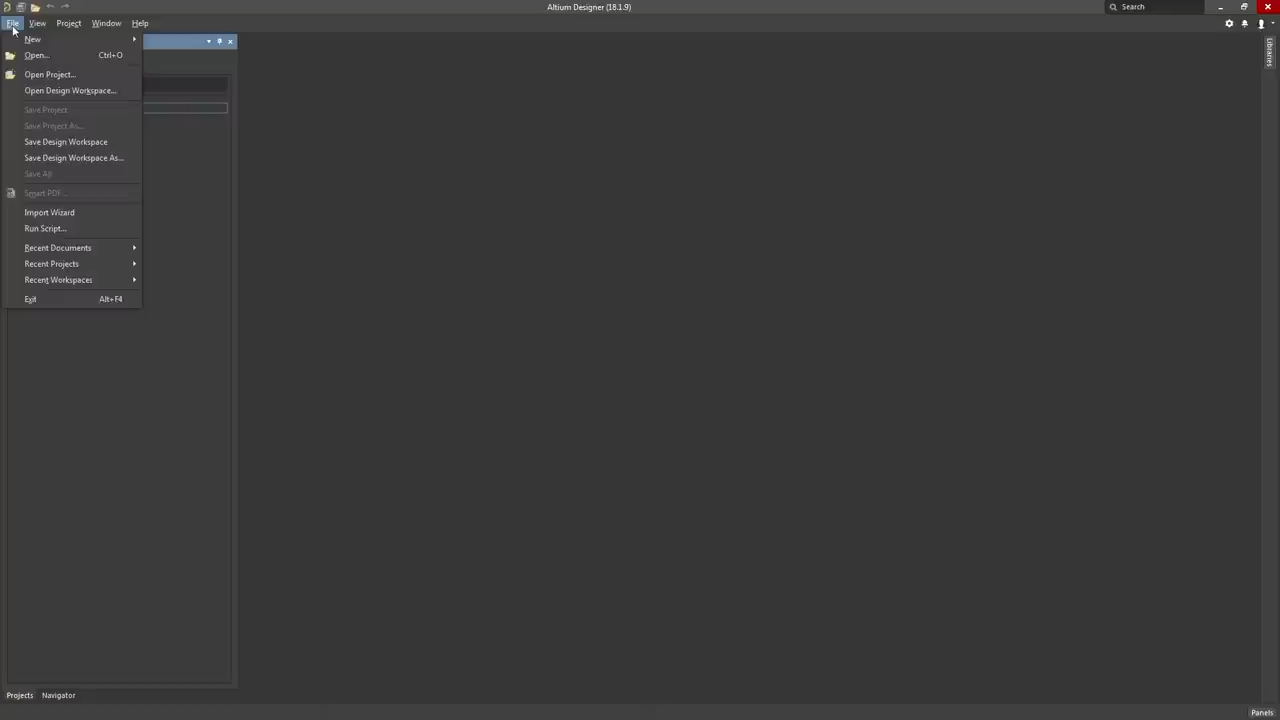 Altium Designer (18.1.9)
Search
File View Project Window Help
New
Open... Ctrl+O
Open Project...
Open Design Workspace...
Save Project
Save Project As...
Save Design Workspace
Save Design Workspace As...
Save All
Smart PDF...
Import Wizard
Run Script...
Recent Documents
Recent Projects
Recent Workspaces
Exit Alt+F4
Libraries
Projects Navigator
Panels